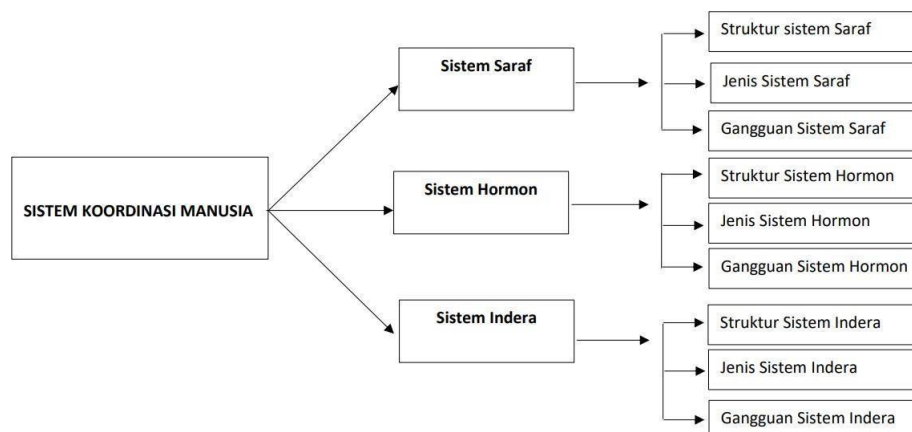 SISTEM KOORDINASI MANUSIA
Sistem Saraf
Struktur sistem Saraf
Jenis Sistem Saraf
Gangguan Sistem Saraf
Sistem Hormon
Struktur Sistem Hormon
Jenis Sistem Hormon
Gangguan Sistem Hormon
Sistem Indera
Struktur Sistem Indera
Jenis Sistem Indera
Gangguan Sistem Indera